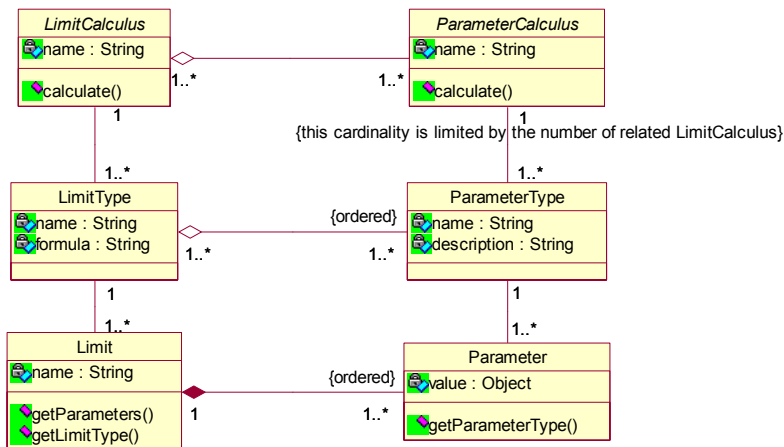 LimitCalculus
name : String
calculate()
1..*
1..*
ParameterCalculus
name : String
calculate()
1
1
{this cardinality is limited by the number of related LimitCalculus}
1..*
1..*
LimitType
name : String
formula : String
1..*
{ordered}
1..*
ParameterType
name : String
description : String
1
1
1..*
1..*
Limit
name : String
getParameters()
getLimitType()
1
{ordered}
1..*
Parameter
value : Object
getParameterType()